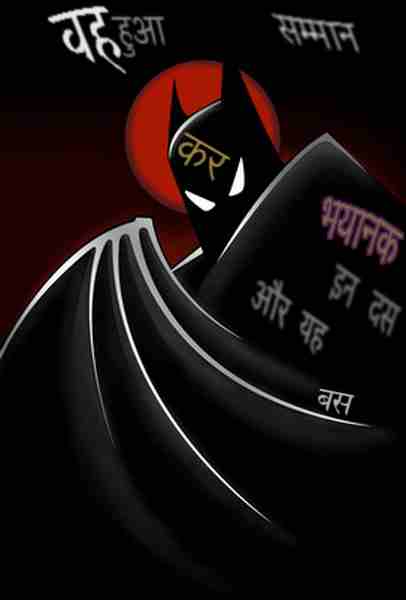 वह हुआ सम्मान
कर
भयानक
इन दस
और यह
बस